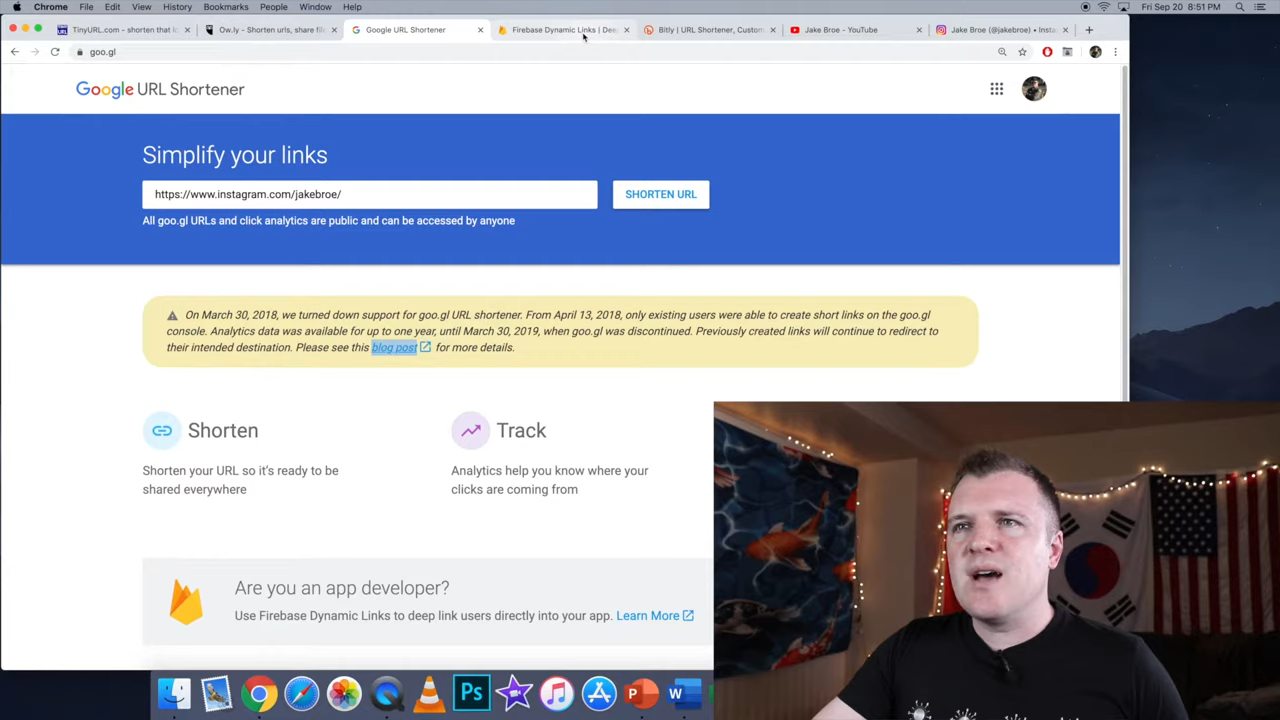 Chrome File Edit View History Bookmarks People Window Help Fri Sep 20 8:51 PM
TinyURL.com - shorten that lo Ow.ly - Shorten urls, share file Google URL Shortener Firebase Dynamic Links | Dee Bitly | URL Shortener, Custom Jake Broe - YouTube Jake Broe (@jakebroe) • Insta
goo.gl
Google URL Shortener
Simplify your links
https://www.instagram.com/jakebroe/ SHORTEN URL
All goo.gl URLs and click analytics are public and can be accessed by anyone
On March 30, 2018, we turned down support for goo.gl URL shortener. From April 13, 2018, only existing users were able to create short links on the goo.gl
console. Analytics data was available for up to one year, until March 30, 2019, when goo.gl was discontinued. Previously created links will continue to redirect to
their intended destination. Please see this blog post for more details.
Shorten Track
Shorten your URL so it's ready to be Analytics help you know where your
shared everywhere clicks are coming from
Are you an app developer?
Use Firebase Dynamic Links to deep link users directly into your app. Learn More
Ps P W